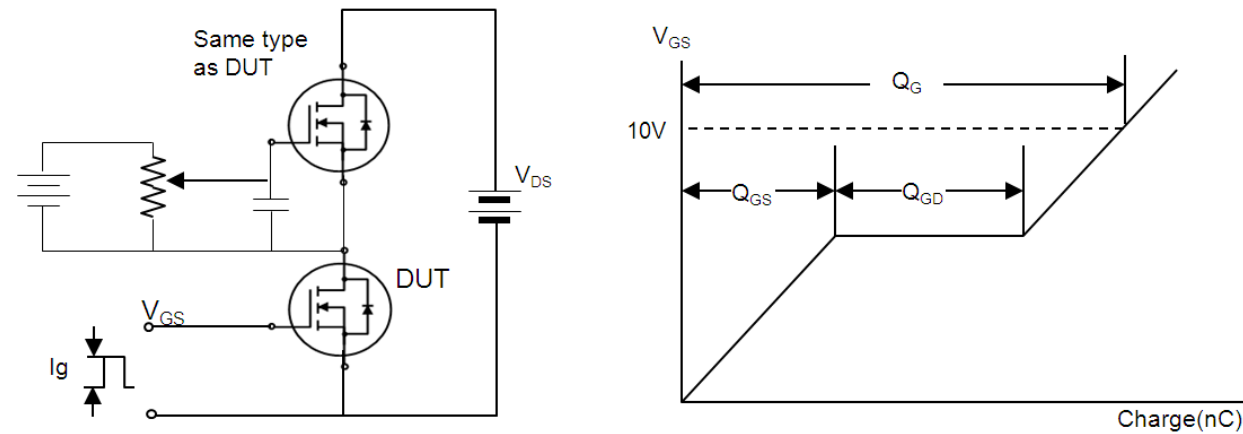 Same type
as DUT
V_DS
DUT
V_GS
Ig
V_GS
Q_G
10V
Q_GS
Q_GD
Charge(nC)